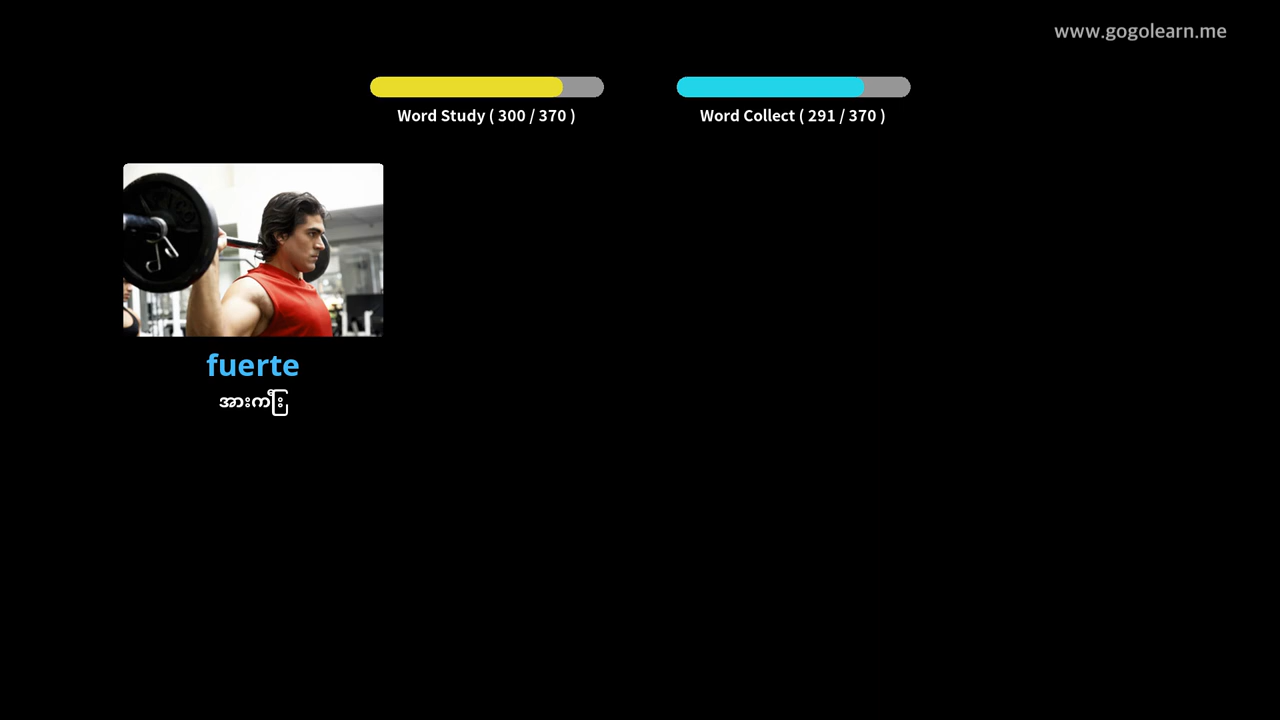 www.gogolearn.me
Word Study ( 300 / 370 )
Word Collect ( 291 / 370 )
fuerte
အားကြီး